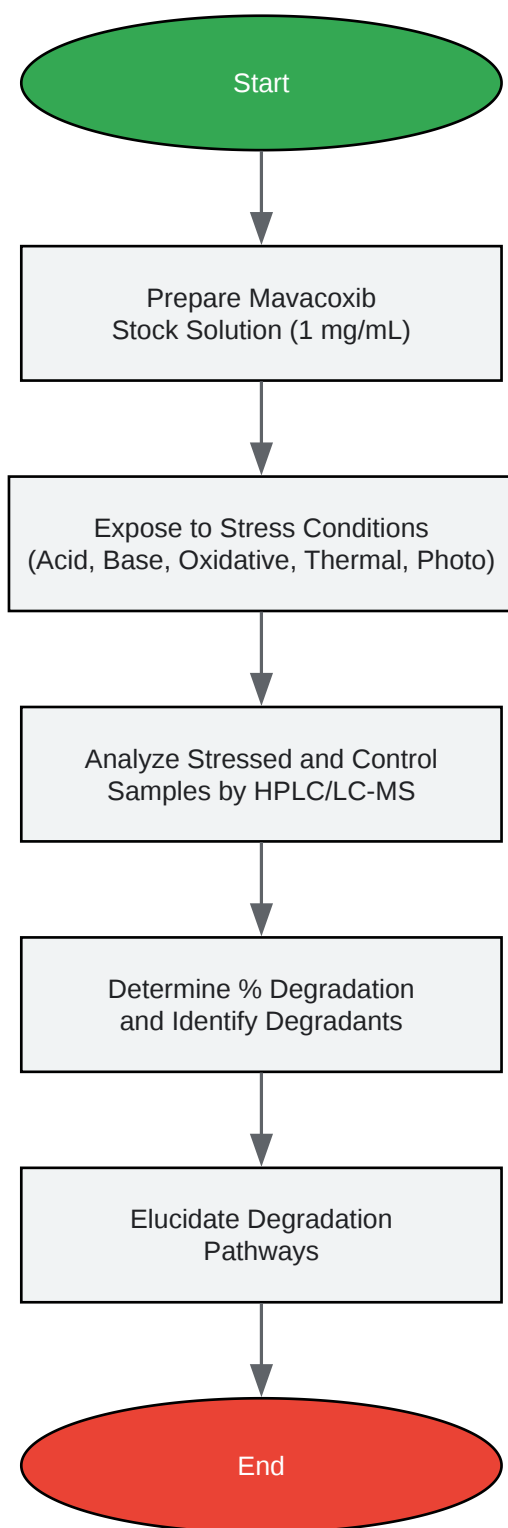 Start
Prepare Mavacoxib
Stock Solution (1 mg/mL)
Expose to Stress Conditions
(Acid, Base, Oxidative, Thermal, Photo)
Analyze Stressed and Control
Samples by HPLC/LC-MS
Determine % Degradation
and Identify Degradants
Elucidate Degradation
Pathways
End